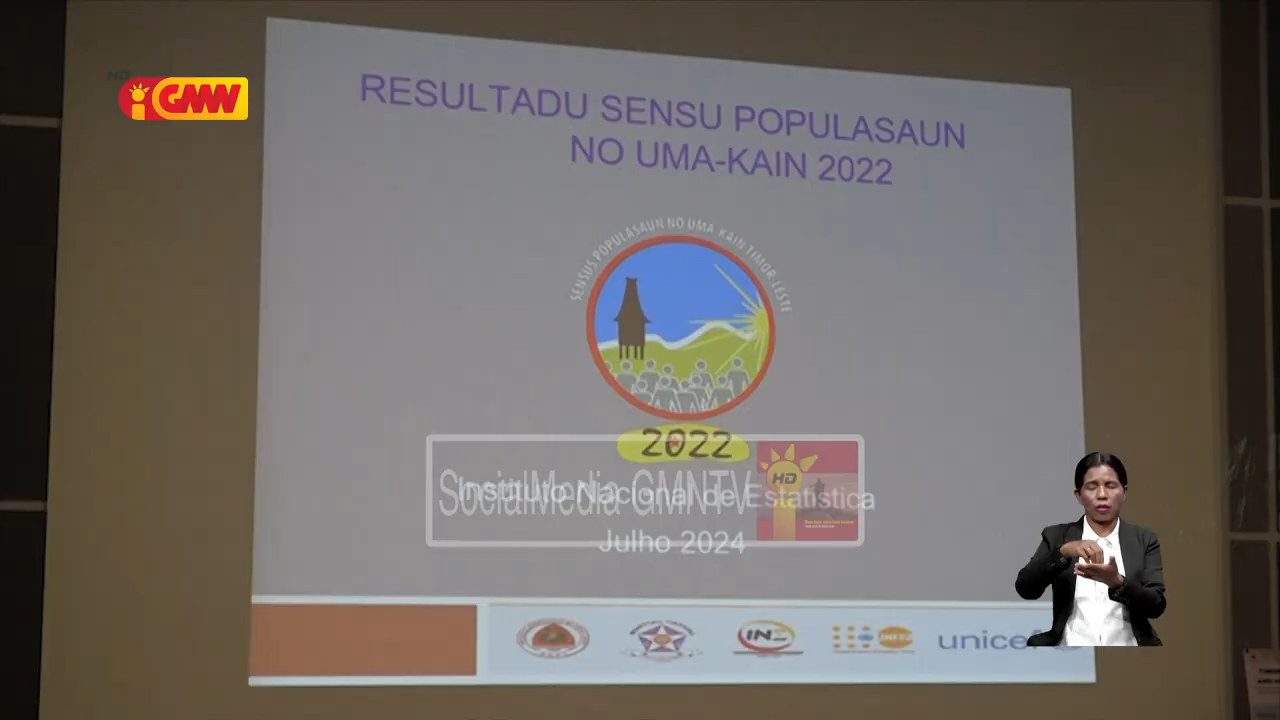 HD
GMN
RESULTADU SENSU POPULASAUN
NO UMA-KAIN 2022
SENSUS POPULASAUN NO UMA KAIN TIMOR LESTE
2022
SocialMedia GMNTV
HD
Instituto Nacional de Estatística
Julho 2024
unicef